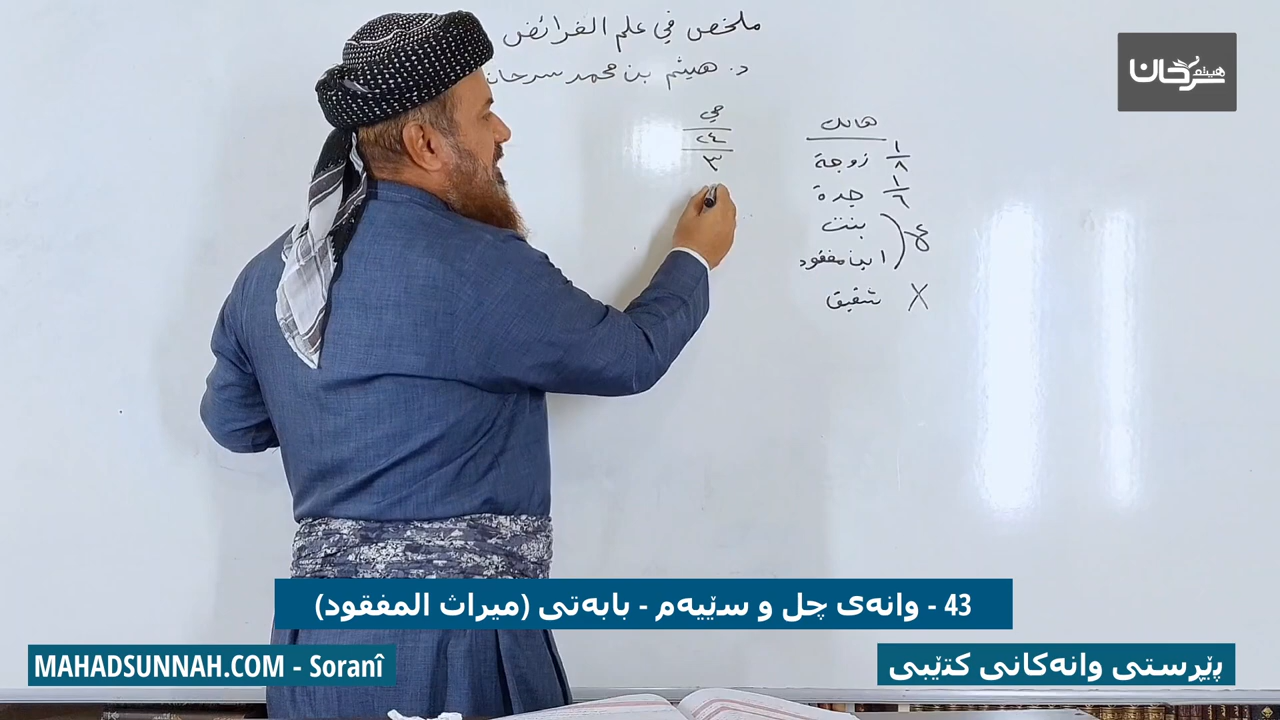 ملخص في علم الفرائض
د. هيثم بن محمد سرحان
هيثم
سرحان
هالك
١/٨ زوجة
١/٦ جدة
بنت
ابن مفقود
ع
X شقيق
حي
٢٤
٣
43 - وانەی چل و سێیەم - بابەتی (میراث المفقود)
MAHADSUNNAH.COM - Soranî
پێڕستی وانەکانی کتێبی